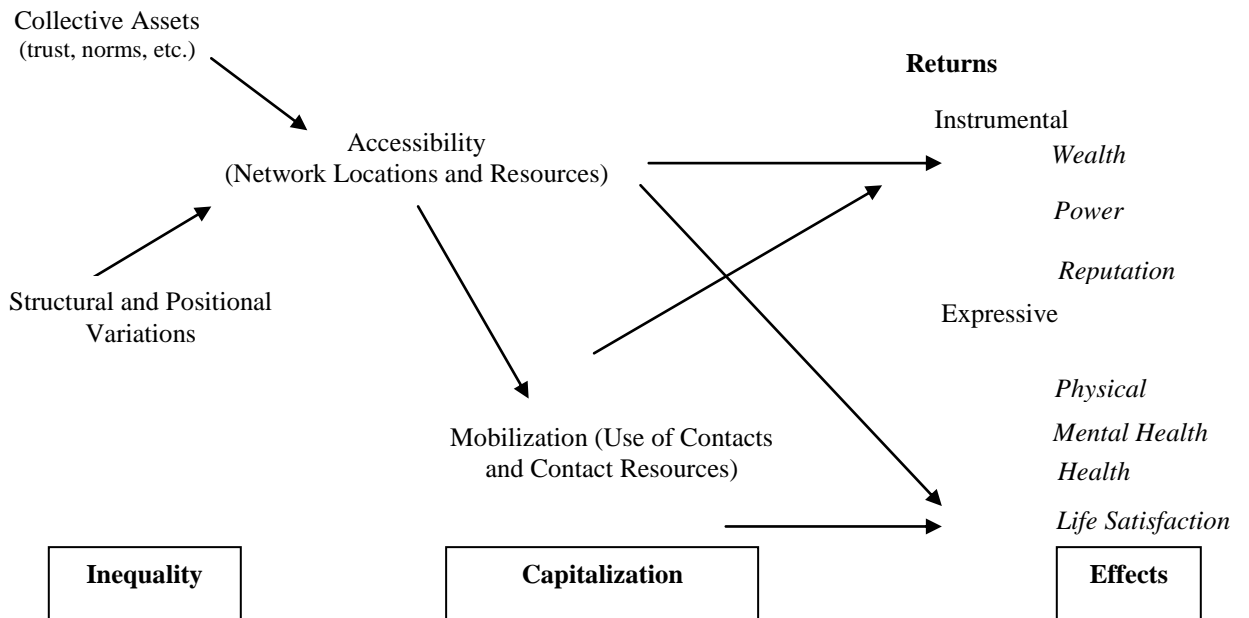 Collective Assets
(trust, norms, etc.)
Returns
Instrumental
Accessibility
(Network Locations and Resources)
Wealth
Power
Reputation
Structural and Positional
Variations
Expressive
Physical
Mobilization (Use of Contacts
and Contact Resources)
Mental Health
Health
Life Satisfaction
Inequality
Capitalization
Effects